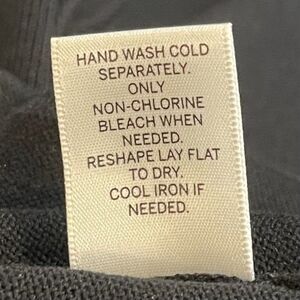 HAND WASH COLD
SEPARATELY.
ONLY
NON-CHLORINE
BLEACH WHEN
NEEDED.
RESHAPE LAY FLAT
TO DRY.
COOL IRON IF
NEEDED.